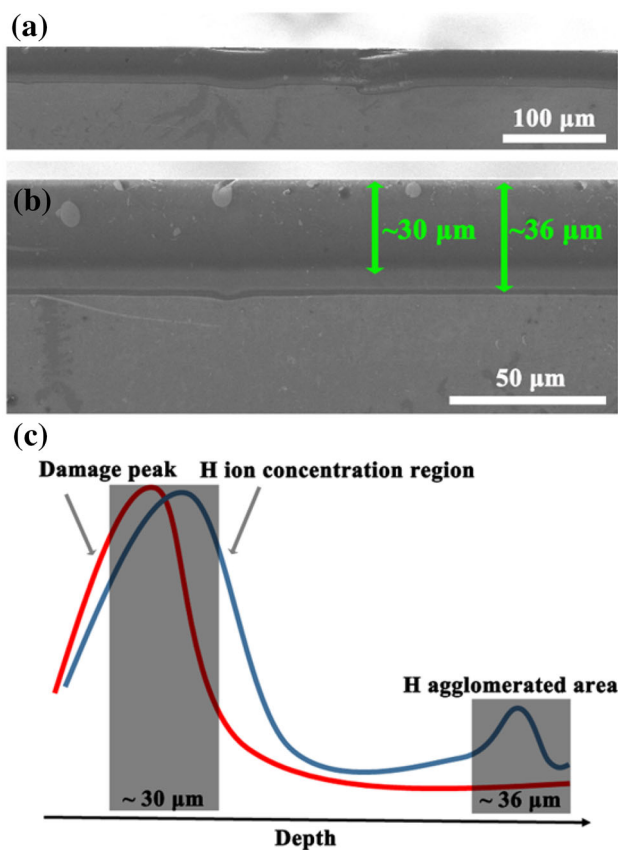 (a)
100 μm
(b)
~30 μm
~36 μm
50 μm
(c)
Damage peak
H ion concentration region
H agglomerated area
~ 30 μm
~ 36 μm
Depth